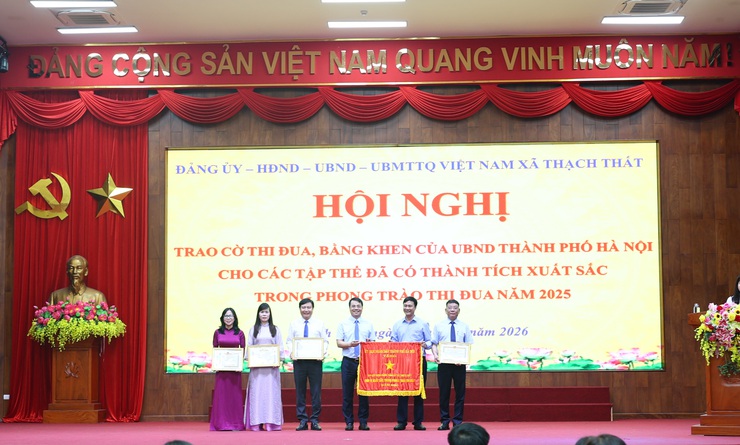 ĐẢNG CỘNG SẢN VIỆT NAM QUANG VINH MUÔN NĂM!
ĐẢNG ỦY – HĐND – UBND – UBMTTQ VIỆT NAM XÃ THẠCH THẤT
HỘI NGHỊ
TRAO CỜ THI ĐUA, BẰNG KHEN CỦA UBND THÀNH PHỐ HÀ NỘI
CHO CÁC TẬP THỂ ĐÃ CÓ THÀNH TÍCH XUẤT SẮC
TRONG PHONG TRÀO THI ĐUA NĂM 2025
năm 2026